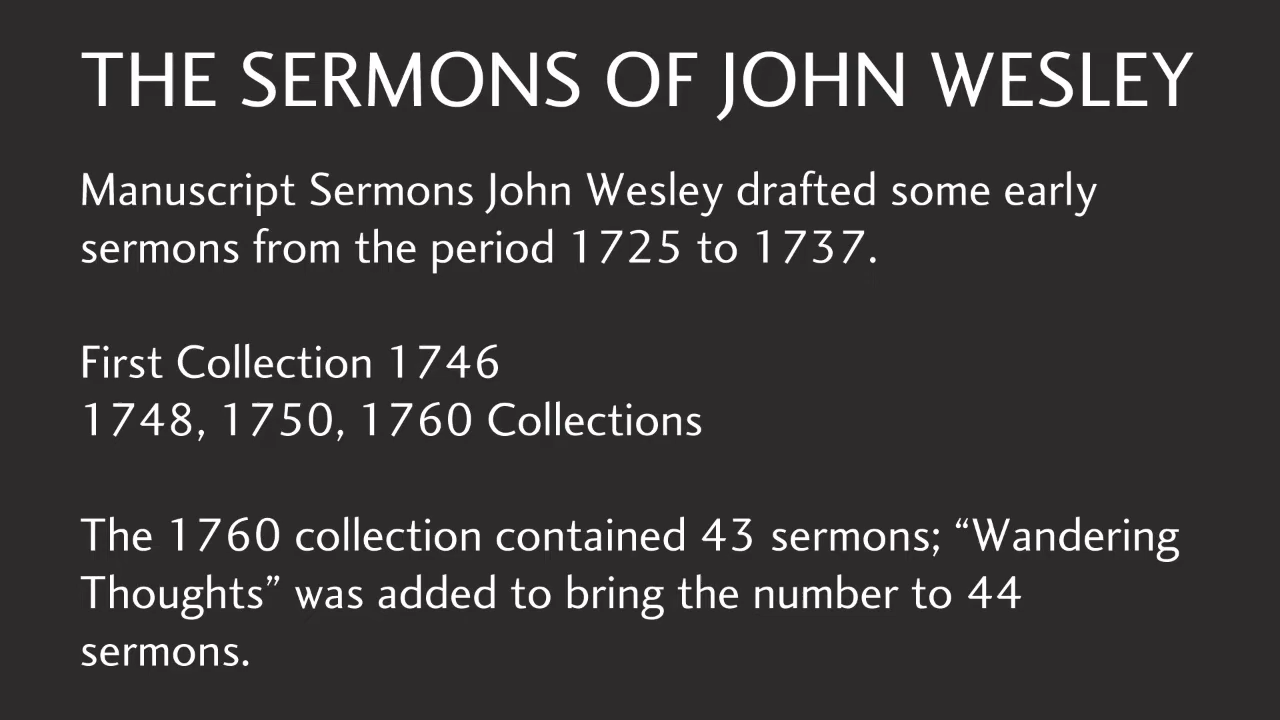 THE SERMONS OF JOHN WESLEY
Manuscript Sermons John Wesley drafted some early
sermons from the period 1725 to 1737.
First Collection 1746
1748, 1750, 1760 Collections
The 1760 collection contained 43 sermons; “Wandering
Thoughts” was added to bring the number to 44
sermons.